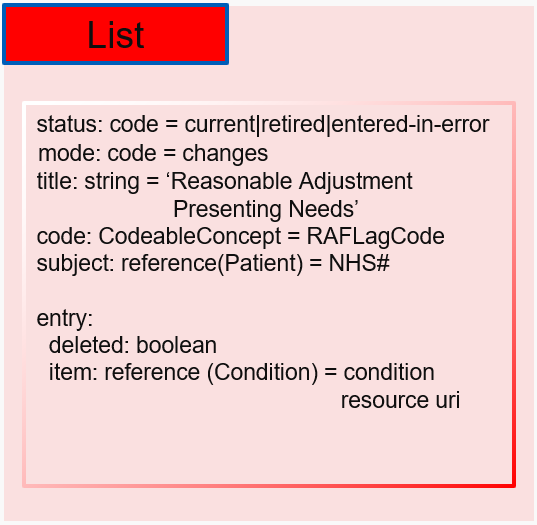 List
status: code = current|retired|entered-in-error
mode: code = changes
title: string = ‘Reasonable Adjustment
Presenting Needs’
code: CodeableConcept = RAFLagCode
subject: reference(Patient) = NHS#
entry:
deleted: boolean
item: reference (Condition) = condition
resource uri